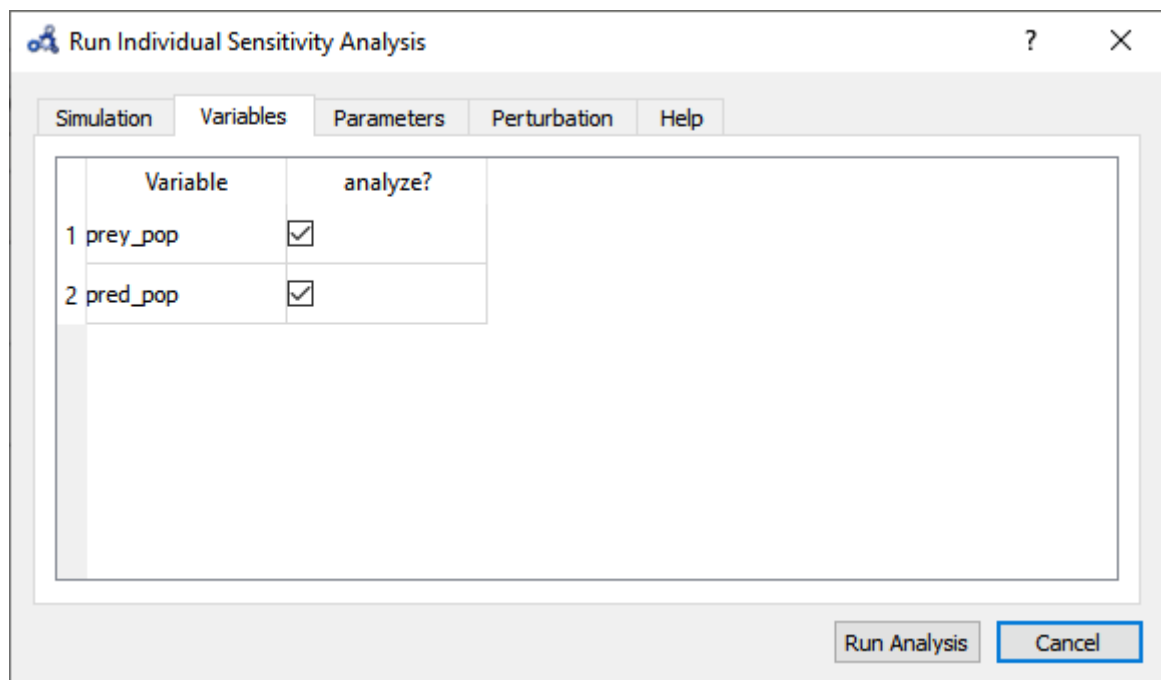 Run Individual Sensitivity Analysis ?
Simulation Variables Parameters Perturbation Help
Variable analyze?
1 prey_pop
2 pred_pop
Run Analysis Cancel